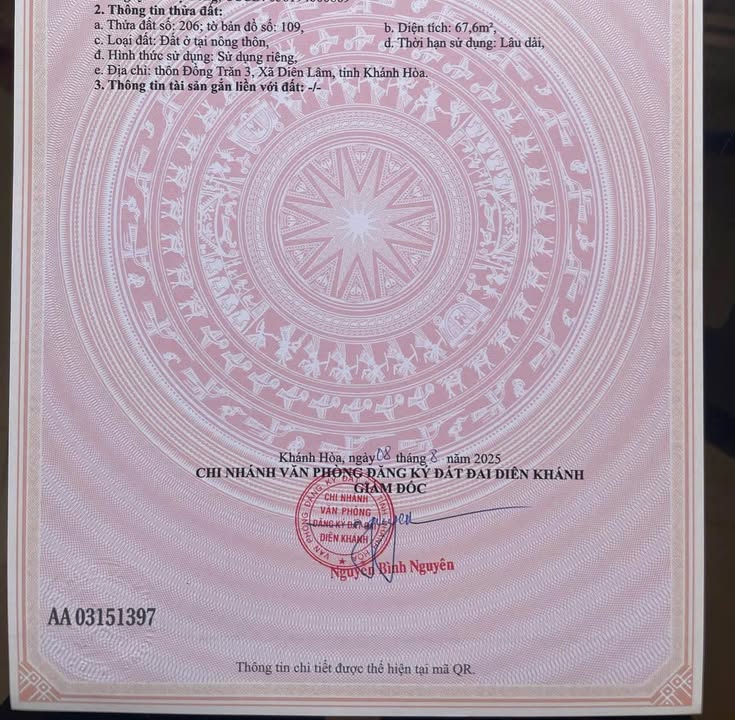 2. Thông tin thửa đất:
a. Thửa đất số: 206; tờ bản đồ số: 109, b. Diện tích: 67,6m²,
c. Loại đất: Đất ở tại nông thôn, d. Thời hạn sử dụng: Lâu dài,
đ. Hình thức sử dụng: Sử dụng riêng,
e. Địa chỉ: thôn Đồng Trăn 3, Xã Diên Lâm, tỉnh Khánh Hòa.
3. Thông tin tài sản gắn liền với đất: -/-
Khánh Hòa, ngày 08 tháng 8 năm 2025
CHI NHÁNH VĂN PHÒNG ĐĂNG KÝ ĐẤT ĐAI DIÊN KHÁNH
GIÁM ĐỐC
CHI NHÁNH
VĂN PHÒNG
ĐĂNG KÝ ĐẤT
DIÊN KHÁNH
Nguyễn Bình Nguyên
AA 03151397
Thông tin chi tiết được thể hiện tại mã QR.